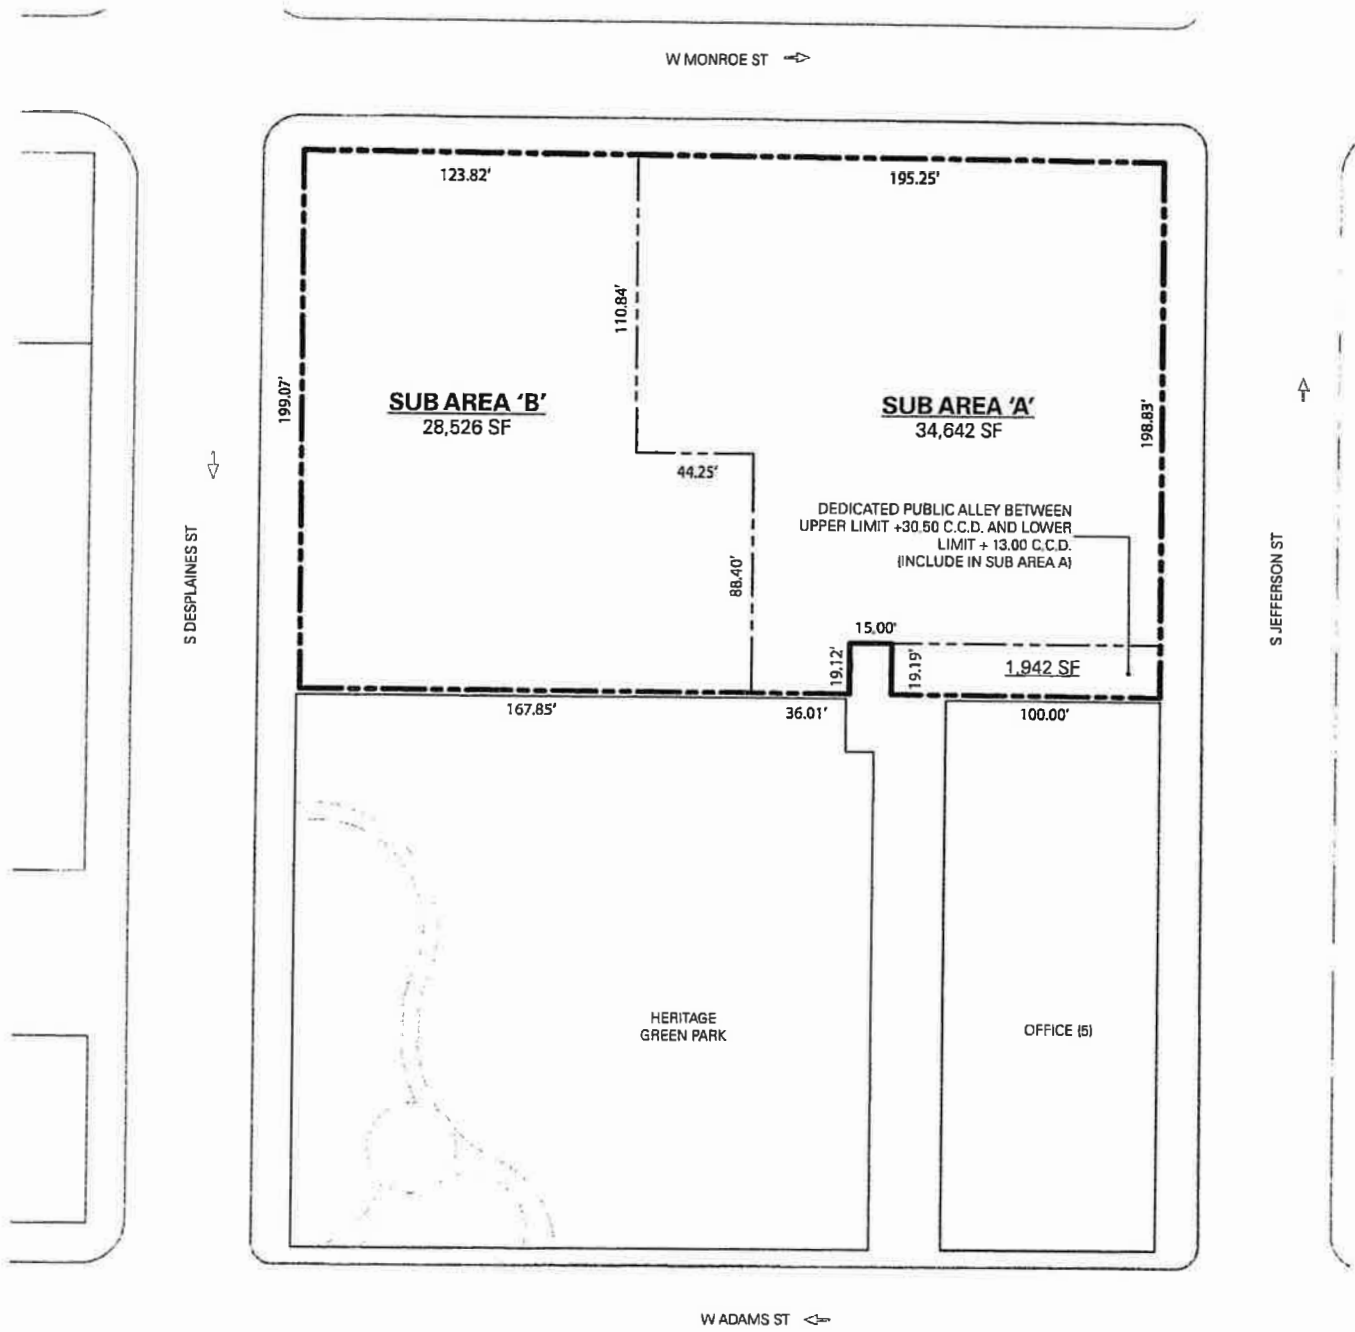 W MONROE ST
123.82'
195.25'
110.84'
199.07'
198.83'
SUB AREA 'B'
28,526 SF
SUB AREA 'A'
34,642 SF
44.25'
DEDICATED PUBLIC ALLEY BETWEEN
UPPER LIMIT +30.50 C.C.D. AND LOWER
LIMIT + 13.00 C.C.D.
(INCLUDE IN SUB AREA A)
S DESPLAINES ST
S JEFFERSON ST
88.40'
15.00'
19.12'
19.19'
1,942 SF
167.85'
36.01'
100.00'
HERITAGE
GREEN PARK
OFFICE (5)
W ADAMS ST